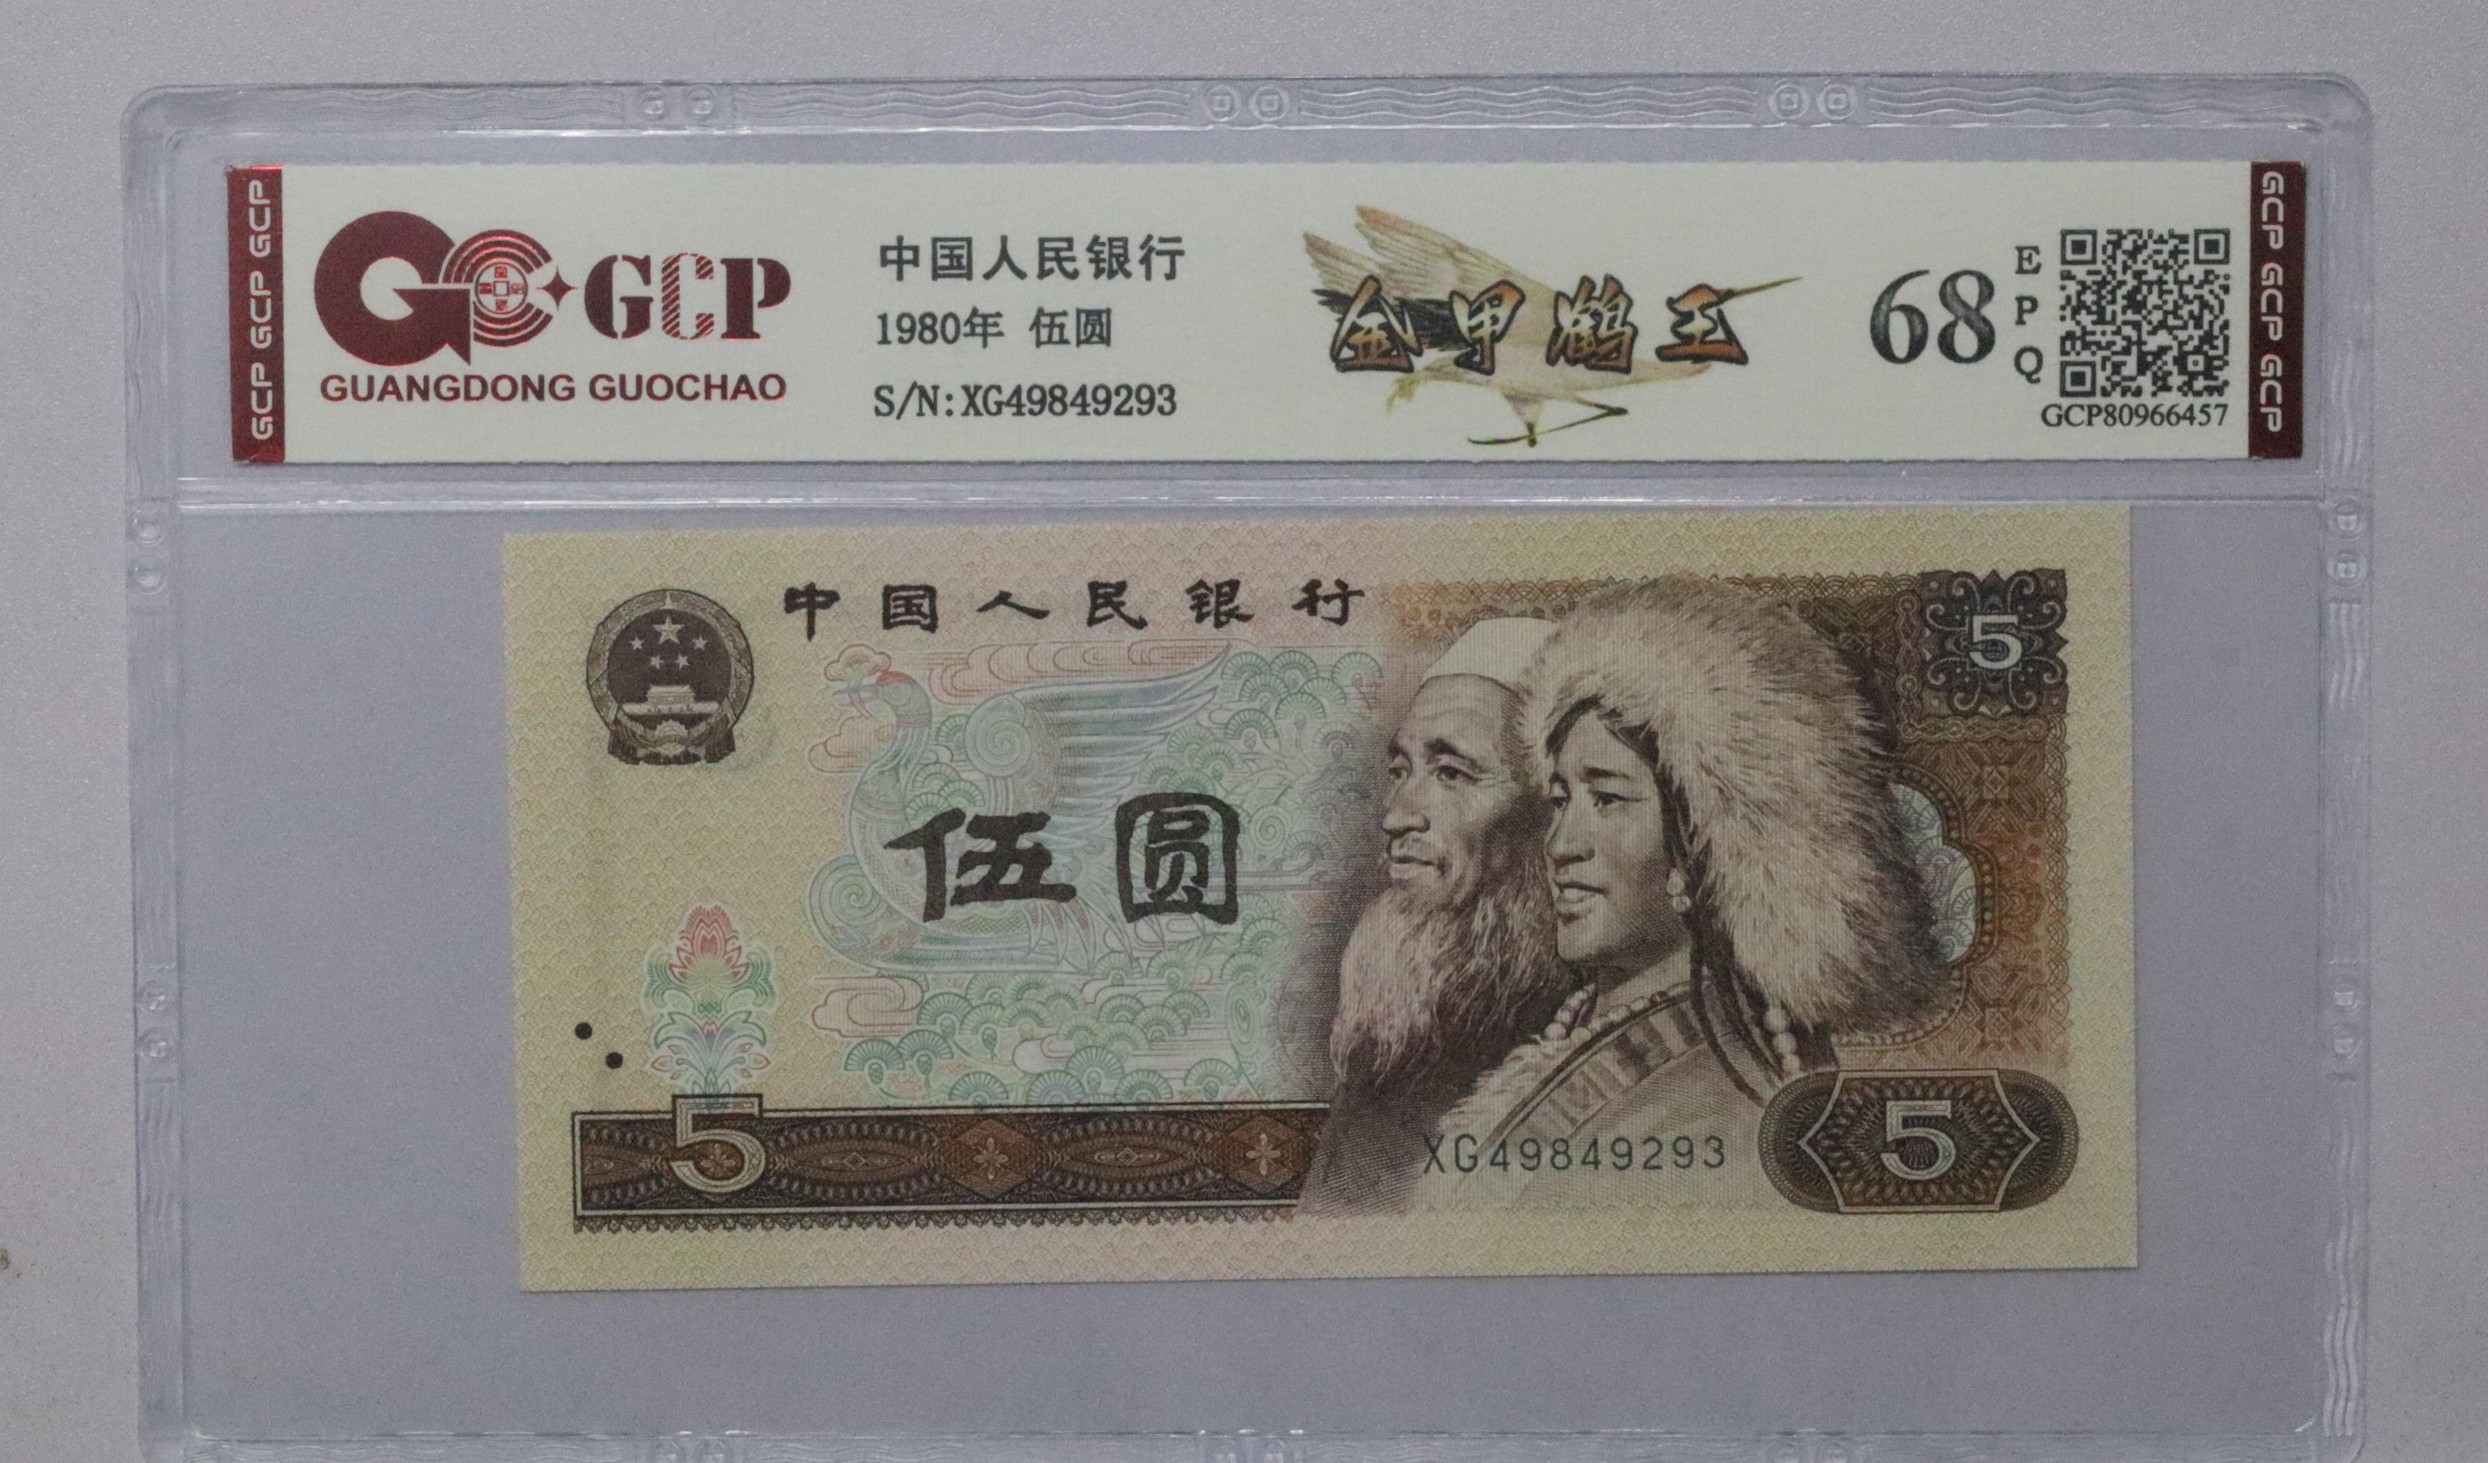 GCP GCP GCP
GCP
GUANGDONG GUOCHAO
中国人民银行
1980年 伍圆
S/N:XG49849293
金甲鹤王
68
EPQ
GCP80966457
GCP GCP GCP
中国人民银行
5
伍圆
5
XG49849293
5